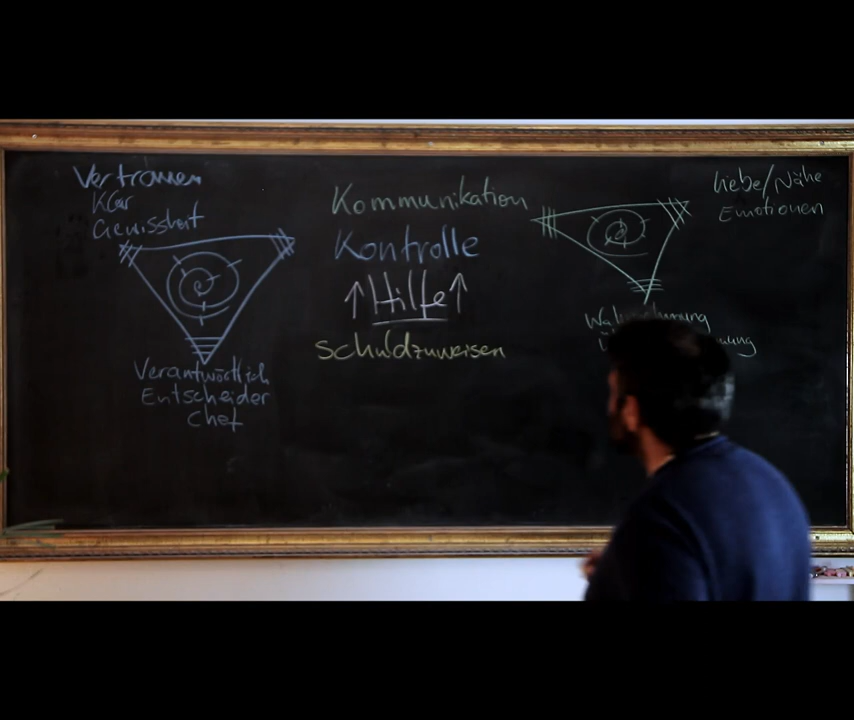 Vertrauen
Klar
Gewissheit
Verantwortlich
Entscheider
Chef
Kommunikation
Kontrolle
↑Hilfe↑
Schuldzuweisen
Liebe/Nähe
Emotionen